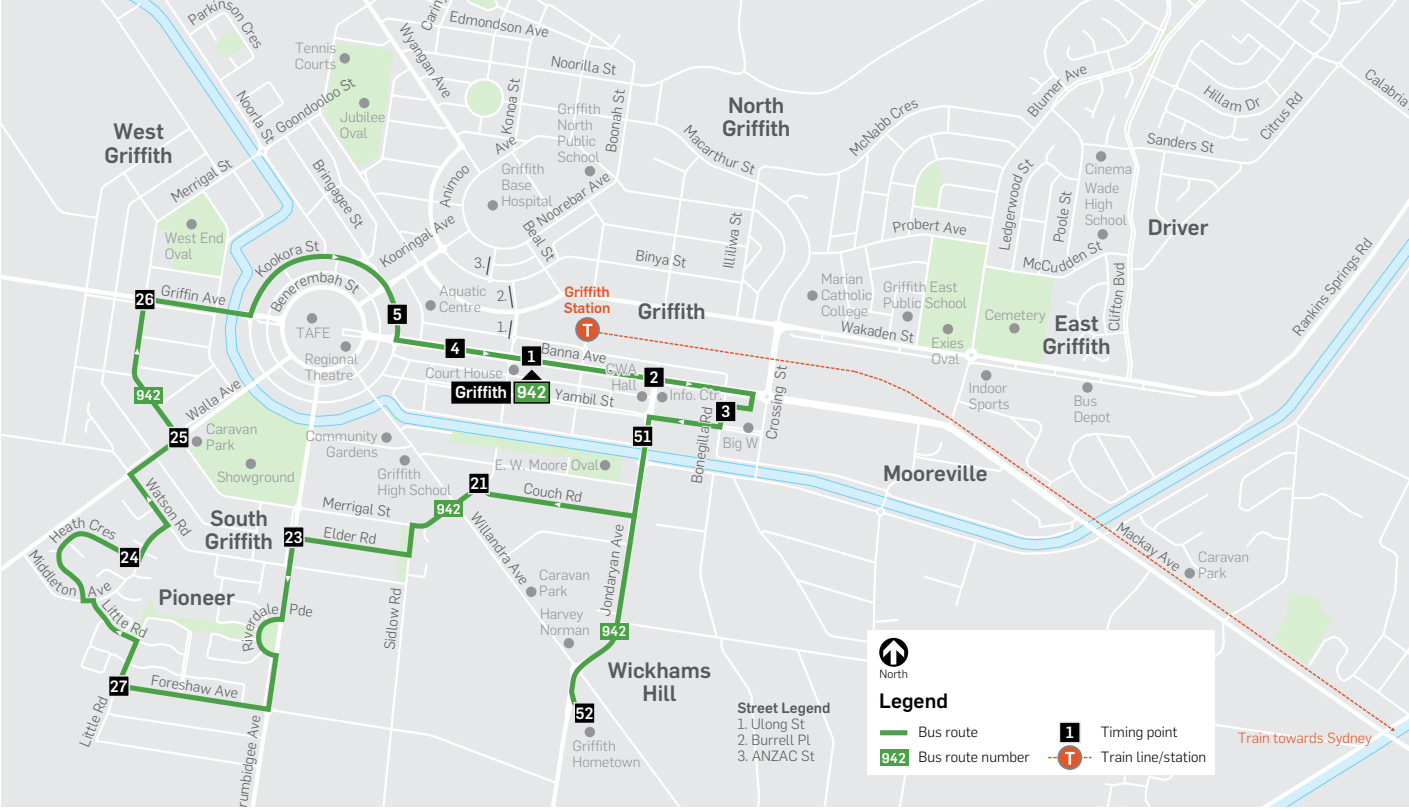 Parkinson Cres
Caring
Edmondson Ave
Wyangan Ave
Noorilla St
Tennis
Courts
Goondooloo St
Noorla St
Jubilee
Oval
Konoa St
Ave
Griffith
North
Public
School
Boonah St
North
Griffith
Macarthur St
McNabb Cres
Blumer Ave
Hillam Dr
Citrus Rd
Calabria
Sanders St
West
Griffith
Merrigal St
Bringagee St
Animoo
Griffith
Base
Hospital
Noorebar Ave
Beal St
Cinema
Wade
High
School
Ledgerwood St
Poole St
Driver
West End
Oval
Kookora St
Kooringal Ave
Benerembah St
3.
2.
1.
Binya St
Illiliwa St
Probert Ave
McCudden St
Clifton Bvd
Rankins Springs Rd
26
Griffin Ave
5
Aquatic
Centre
Griffith
Station
T
Griffith
Marian
Catholic
College
Griffith East
Public School
Cemetery
East
Griffith
Wakaden St
Exies
Oval
TAFE
Regional
Theatre
4
1
Banna Ave
Court House
CWA
Hall
2
Info. Ctr.
Griffith
942
Yambil St
3
Crossing St
Indoor
Sports
Bus
Depot
942
Walla Ave
25
Caravan
Park
Community
Gardens
51
Bonegilla Rd
Big W
Showground
Griffith
High School
E. W. Moore Oval
Mooreville
21
Couch Rd
942
Watson Rd
South
Griffith
Merrigal St
23
Elder Rd
Willandra Ave
Heath Cres
24
Middleton Ave
Jondaryan Ave
Mackay Ave
Caravan
Park
Caravan
Park
Pioneer
Little Rd
Riverdale Pde
Sidlow Rd
Harvey
Norman
942
27
Foreshaw Ave
Little Rd
Wickhams
Hill
52
Griffith
Hometown
rumbidgee Ave
Street Legend
1. Ulong St
2. Burrell Pl
3. ANZAC St
North
Legend
Bus route
1
Timing point
942
Bus route number
T
Train line/station
Train towards Sydney